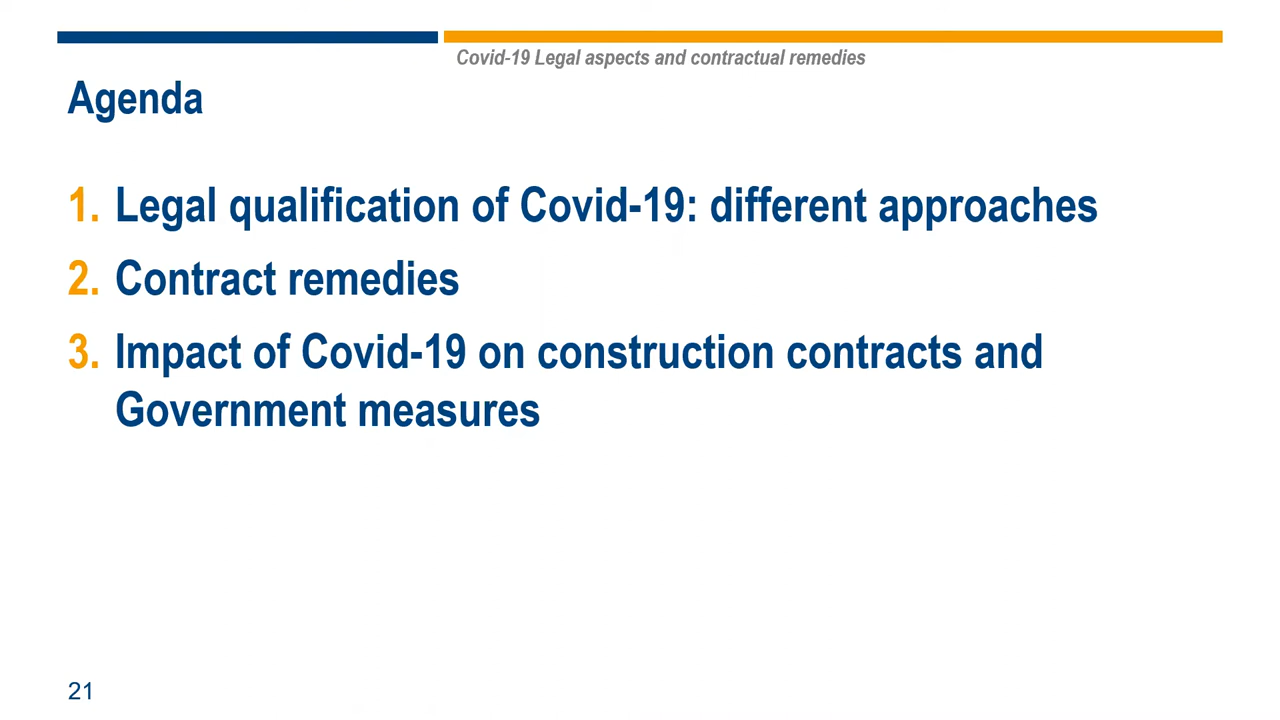 Covid-19 Legal aspects and contractual remedies
Agenda
1. Legal qualification of Covid-19: different approaches
2. Contract remedies
3. Impact of Covid-19 on construction contracts and
Government measures
21